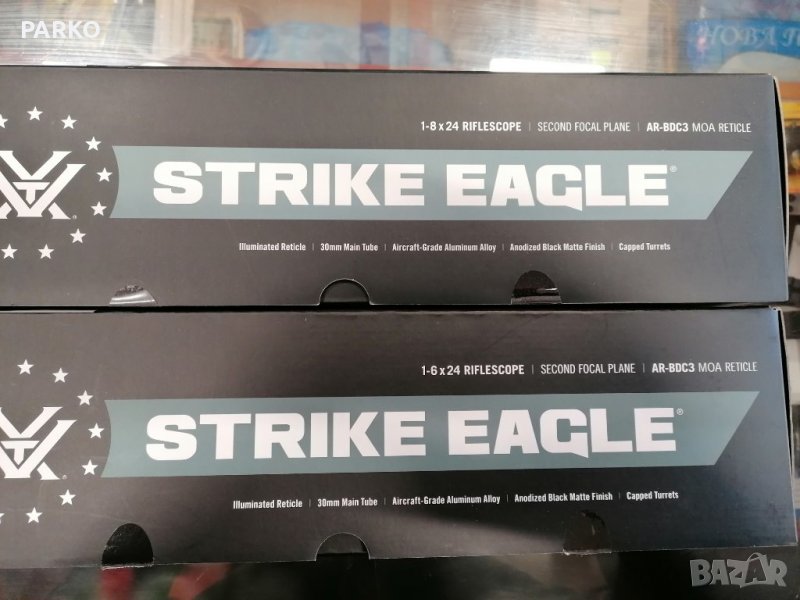 PARKO
НОВА
1-8 x 24 RIFLESCOPE | SECOND FOCAL PLANE | AR-BDC3 MOA RETICLE
STRIKE EAGLE®
Illuminated Reticle | 30mm Main Tube | Aircraft-Grade Aluminum Alloy | Anodized Black Matte Finish | Capped Turrets
1-6 x 24 RIFLESCOPE | SECOND FOCAL PLANE | AR-BDC3 MOA RETICLE
STRIKE EAGLE®
Illuminated Reticle | 30mm Main Tube | Aircraft-Grade Aluminum Alloy | Anodized Black Matte Finish | Capped Turrets
BAZAR